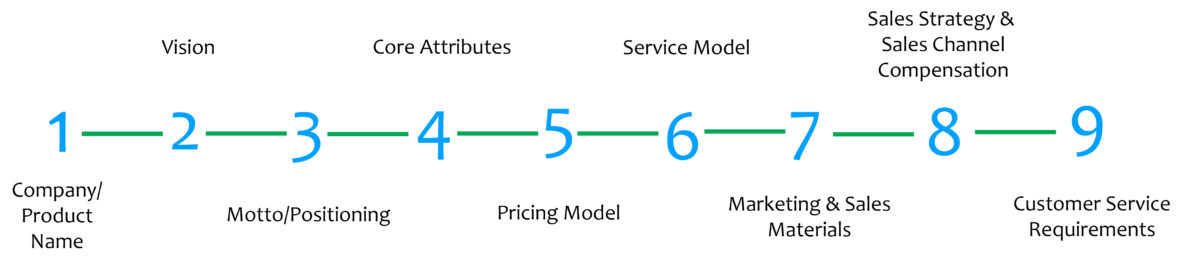 Sales Strategy &
Vision
Core Attributes
Service Model
Sales Channel
Compensation
1
2
3
4
5
6
7
8
9
Company/
Product
Name
Motto/Positioning
Pricing Model
Marketing & Sales
Materials
Customer Service
Requirements